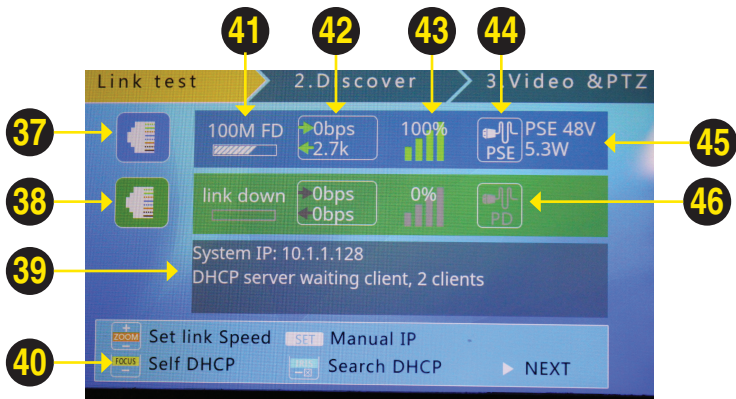 41 42 43 44
Link test 2.Discover 3.Video &PTZ
37 100M FD 0bps 100% PSE 48V 45
2.7k PSE 5.3W
38 link down 0bps 0% 46
0bps PD
39 System IP: 10.1.1.128
DHCP server waiting client, 2 clients
ZOOM Set link Speed SET Manual IP
40 FOCUS Self DHCP Search DHCP NEXT